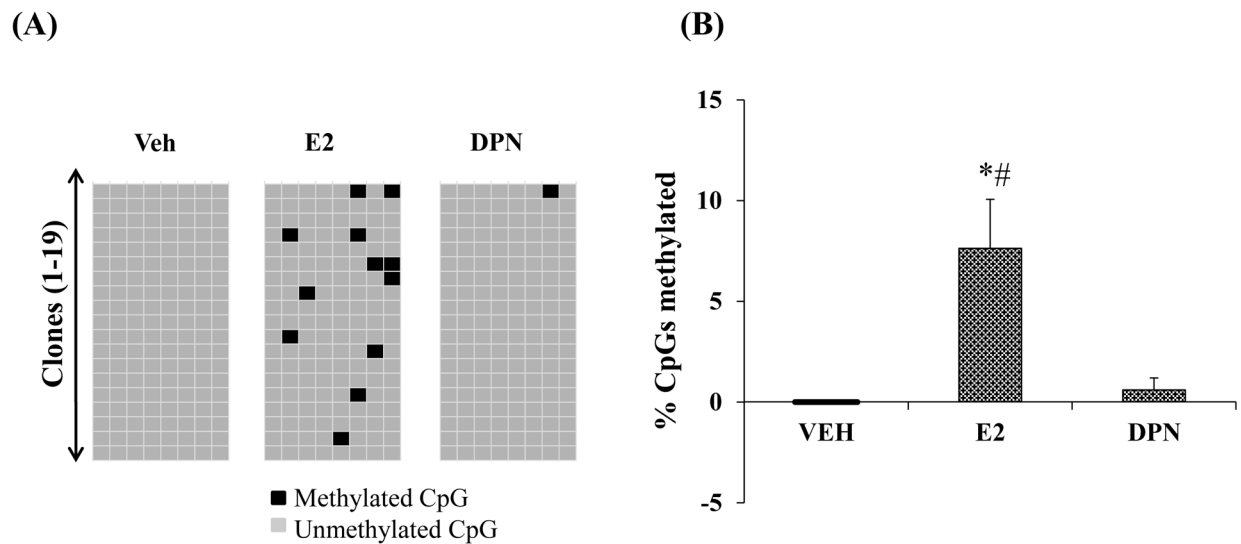 (A)
Veh E2 DPN
Clones (1-19)
Methylated CpG
Unmethylated CpG
(B)
% CpGs methylated
15
10
5
0
-5
*#
VEH E2 DPN